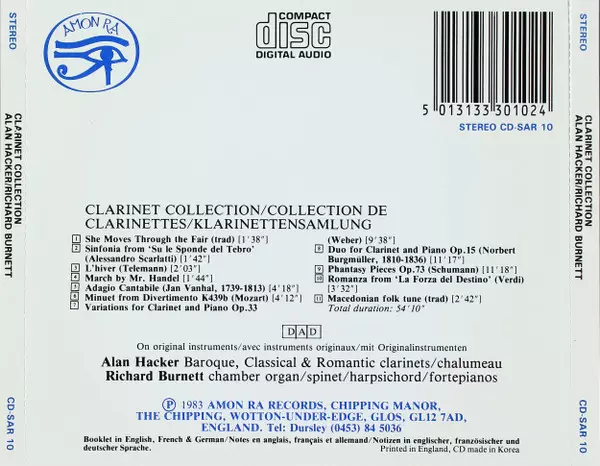 STEREO
CLARINET COLLECTION
ALAN HACKER/RICHARD BURNETT
CD-SAR 10
AMON RA
COMPACT
disc
DIGITAL AUDIO
5 013133 301024
STEREO CD-SAR 10
CLARINET COLLECTION/COLLECTION DE
CLARINETTES/KLARINETTENSAMLUNG
1 She Moves Through the Fair (trad) [1'38"]
2 Sinfonia from 'Su le Sponde del Tebro'
(Alessandro Scarlatti) [1'42"]
3 L'hiver (Telemann) [2'03"]
4 March by Mr. Handel [1'44"]
5 Adagio Cantabile (Jan Vanhal, 1739-1813) [4'18"]
6 Minuet from Divertimento K439b (Mozart) [4'12"]
7 Variations for Clarinet and Piano Op.33
(Weber) [9'38"]
8 Duo for Clarinet and Piano Op.15 (Norbert
Burgmüller, 1810-1836) [11'17"]
9 Phantasy Pieces Op.73 (Schumann) [11'18"]
10 Romanza from 'La Forza del Destino' (Verdi)
[3'32"]
11 Macedonian folk tune (trad) [2'42"]
Total duration: 54'10"
DAD
On original instruments/avec instruments originaux/mit Originalinstrumenten
Alan Hacker Baroque, Classical & Romantic clarinets/chalumeau
Richard Burnett chamber organ/spinet/harpsichord/fortepianos
Ⓟ 1983 AMON RA RECORDS, CHIPPING MANOR,
THE CHIPPING, WOTTON-UNDER-EDGE, GLOS, GL12 7AD,
ENGLAND. Tel: Dursley (0453) 84 5036
Booklet in English, French & German/Notes en anglais, français et allemand/Notizen in englischer, französischer und
deutscher Sprache.
Printed in England, CD made in Korea
STEREO
CLARINET COLLECTION
ALAN HACKER/RICHARD BURNETT
CD-SAR 10